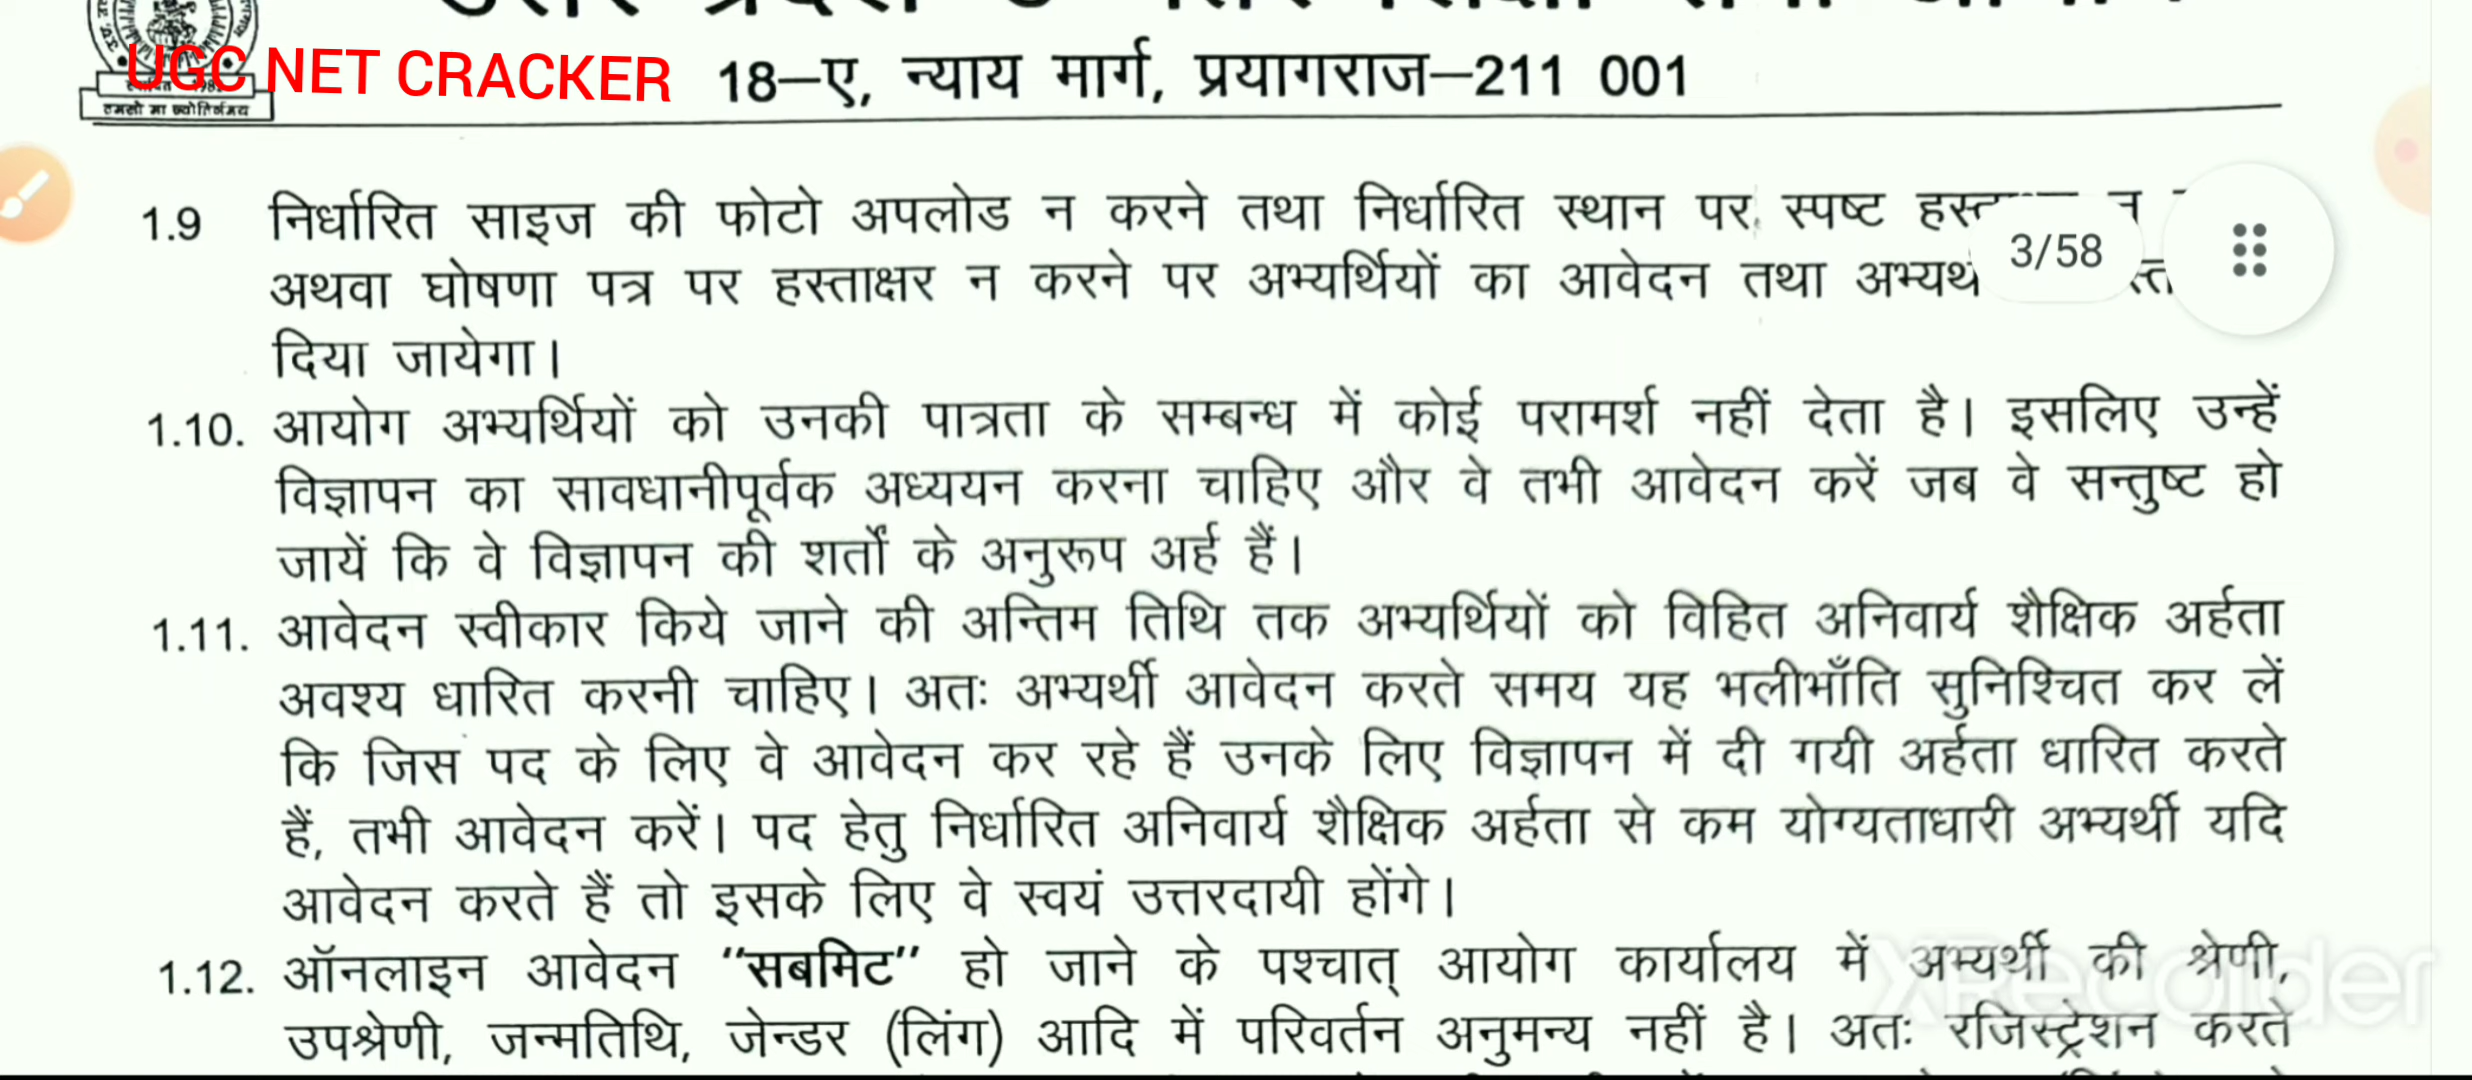 UGC NET CRACKER
18–ए, न्याय मार्ग, प्रयागराज–211 001
तमसो मा ज्योतिर्गमय
1.9 निर्धारित साइज की फोटो अपलोड न करने तथा निर्धारित स्थान पर स्पष्ट
3/58
अथवा घोषणा पत्र पर हस्ताक्षर न करने पर अभ्यर्थियों का आवेदन तथा
दिया जायेगा।
1.10. आयोग अभ्यर्थियों को उनकी पात्रता के सम्बन्ध में कोई परामर्श नहीं देता है। इसलिए उन्हें
विज्ञापन का सावधानीपूर्वक अध्ययन करना चाहिए और वे तभी आवेदन करें जब वे सन्तुष्ट हो
जायें कि वे विज्ञापन की शर्तों के अनुरूप अर्ह हैं।
1.11. आवेदन स्वीकार किये जाने की अन्तिम तिथि तक अभ्यर्थियों को विहित अनिवार्य शैक्षिक अर्हता
अवश्य धारित करनी चाहिए। अतः अभ्यर्थी आवेदन करते समय यह भलीभाँति सुनिश्चित कर लें
कि जिस पद के लिए वे आवेदन कर रहे हैं उनके लिए विज्ञापन में दी गयी अर्हता धारित करते
हैं, तभी आवेदन करें। पद हेतु निर्धारित अनिवार्य शैक्षिक अर्हता से कम योग्यताधारी अभ्यर्थी यदि
आवेदन करते हैं तो इसके लिए वे स्वयं उत्तरदायी होंगे।
1.12. ऑनलाइन आवेदन "सबमिट" हो जाने के पश्चात् आयोग कार्यालय में अभ्यर्थी की श्रेणी,
XRecorder
उपश्रेणी, जन्मतिथि, जेन्डर (लिंग) आदि में परिवर्तन अनुमन्य नहीं है। अतः रजिस्ट्रेशन करते